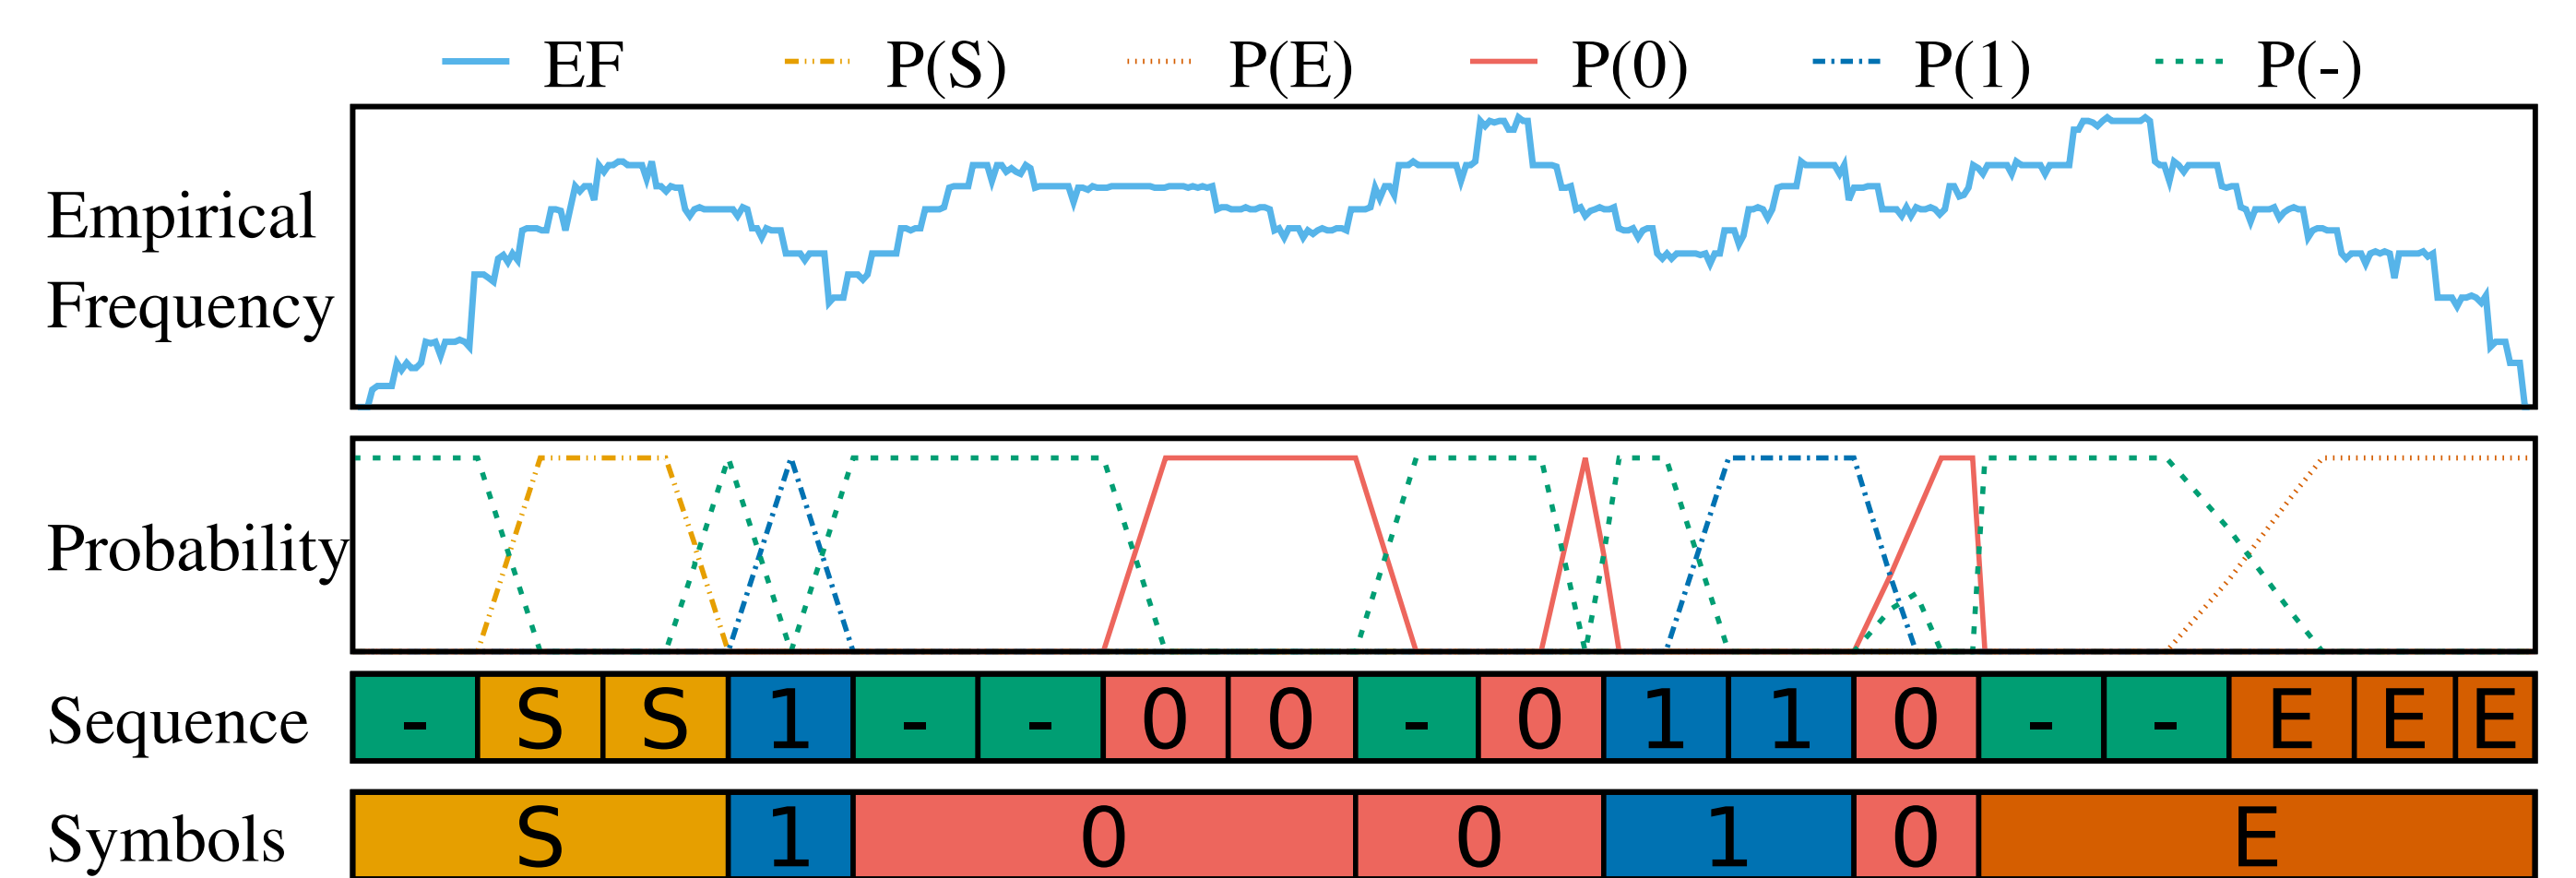 EF P(S) P(E) P(0) P(1) P(-)
Empirical
Frequency
Probability
Sequence - S S 1 - - 0 0 - 0 1 1 0 - - E E E
Symbols S 1 0 0 1 0 E